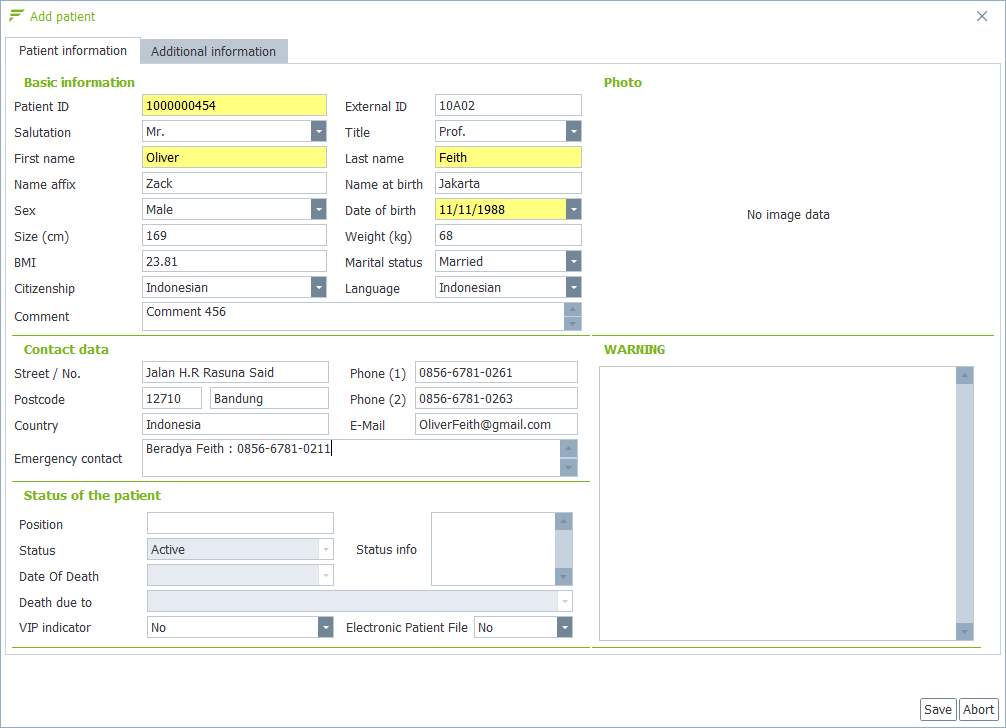 Add patient
Patient information Additional information
Basic information Photo
Patient ID 1000000454 External ID 10A02
Salutation Mr. Title Prof.
First name Oliver Last name Feith
Name affix Zack Name at birth Jakarta
Sex Male Date of birth 11/11/1988
No image data
Size (cm) 169 Weight (kg) 68
BMI 23.81 Marital status Married
Citizenship Indonesian Language Indonesian
Comment Comment 456
Contact data WARNING
Street / No. Jalan H.R Rasuna Said Phone (1) 0856-6781-0261
Postcode 12710 Bandung Phone (2) 0856-6781-0263
Country Indonesia E-Mail OliverFeith@gmail.com
Emergency contact Beradya Feith : 0856-6781-0211
Status of the patient
Position
Status Active Status info
Date Of Death
Death due to
VIP indicator No Electronic Patient File No
Save Abort